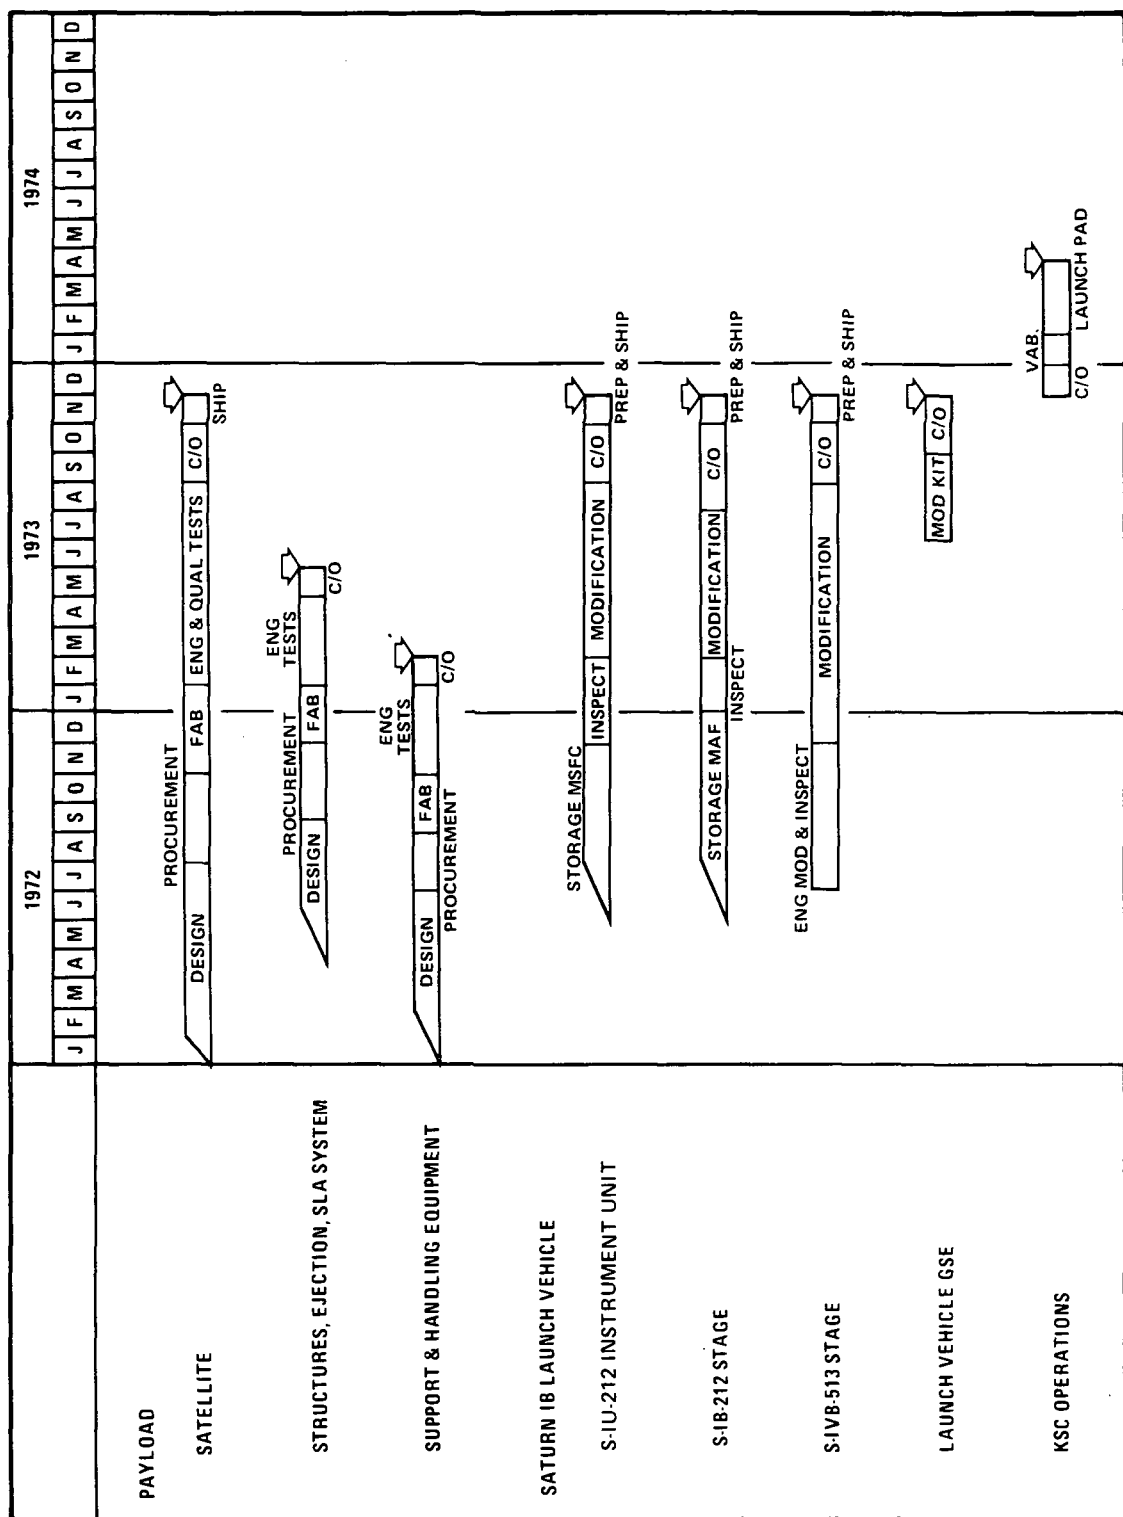 1972 1973 1974
J F M A M J J A S O N D J F M A M J J A S O N D J F M A M J J A S O N D
PAYLOAD
PROCUREMENT
SATELLITE DESIGN FAB ENG & QUAL TESTS C/O
SHIP
PROCUREMENT ENG TESTS
STRUCTURES, EJECTION, SLA SYSTEM DESIGN FAB
C/O
ENG TESTS
SUPPORT & HANDLING EQUIPMENT DESIGN FAB
PROCUREMENT C/O
SATURN IB LAUNCH VEHICLE
STORAGE MSFC
S-IU-212 INSTRUMENT UNIT INSPECT MODIFICATION C/O
PREP & SHIP
S-IB-212 STAGE STORAGE MAF MODIFICATION C/O
INSPECT PREP & SHIP
ENG MOD & INSPECT
S-IVB-513 STAGE MODIFICATION C/O
PREP & SHIP
LAUNCH VEHICLE GSE MOD KIT C/O
VAB.
KSC OPERATIONS
C/O LAUNCH PAD